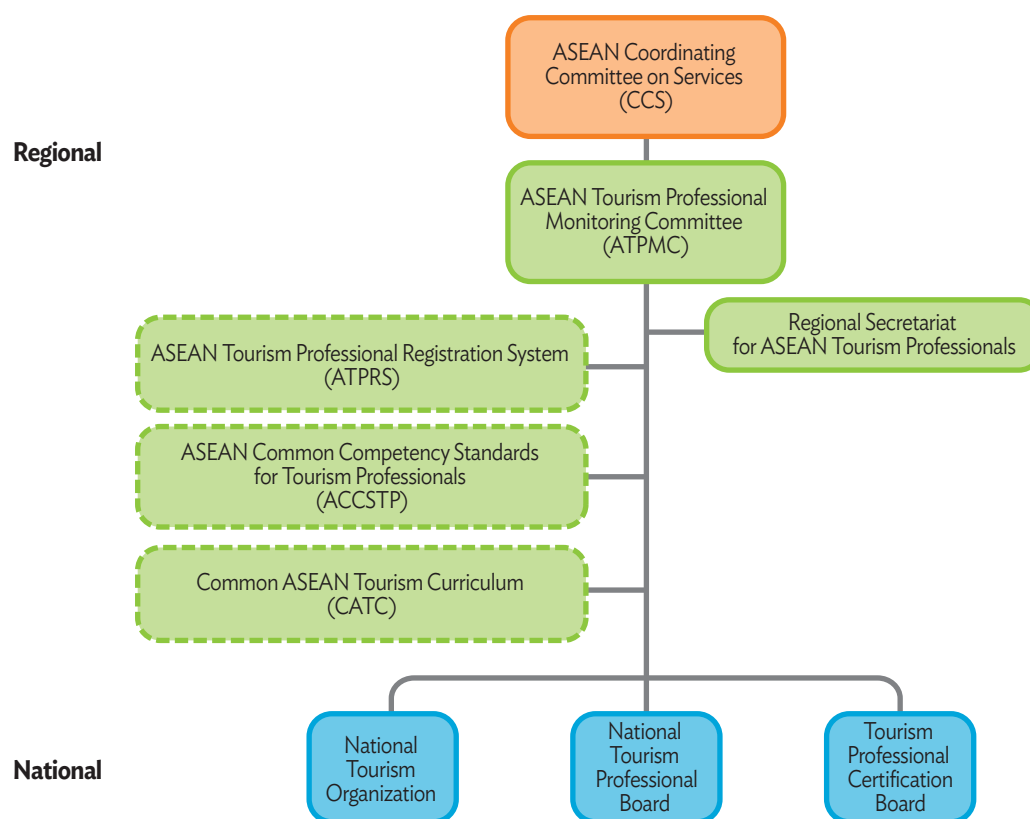 ASEAN Coordinating
Committee on Services
(CCS)
Regional
ASEAN Tourism Professional
Monitoring Committee
(ATPMC)
Regional Secretariat
for ASEAN Tourism Professionals
ASEAN Tourism Professional Registration System
(ATPRS)
ASEAN Common Competency Standards
for Tourism Professionals
(ACCSTP)
Common ASEAN Tourism Curriculum
(CATC)
National
National
Tourism
Organization
National
Tourism
Professional
Board
Tourism
Professional
Certification
Board